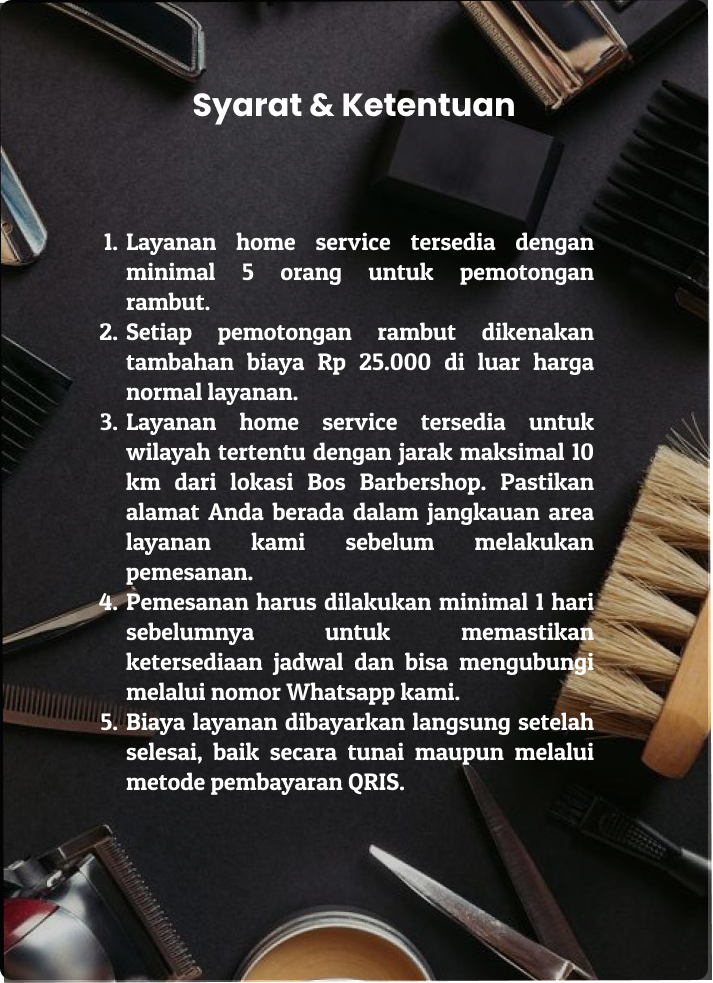 Syarat & Ketentuan
1. Layanan home service tersedia dengan
minimal 5 orang untuk pemotongan
rambut.
2. Setiap pemotongan rambut dikenakan
tambahan biaya Rp 25.000 di luar harga
normal layanan.
3. Layanan home service tersedia untuk
wilayah tertentu dengan jarak maksimal 10
km dari lokasi Bos Barbershop. Pastikan
alamat Anda berada dalam jangkauan area
layanan kami sebelum melakukan
pemesanan.
4. Pemesanan harus dilakukan minimal 1 hari
sebelumnya untuk memastikan
ketersediaan jadwal dan bisa mengubungi
melalui nomor Whatsapp kami.
5. Biaya layanan dibayarkan langsung setelah
selesai, baik secara tunai maupun melalui
metode pembayaran QRIS.